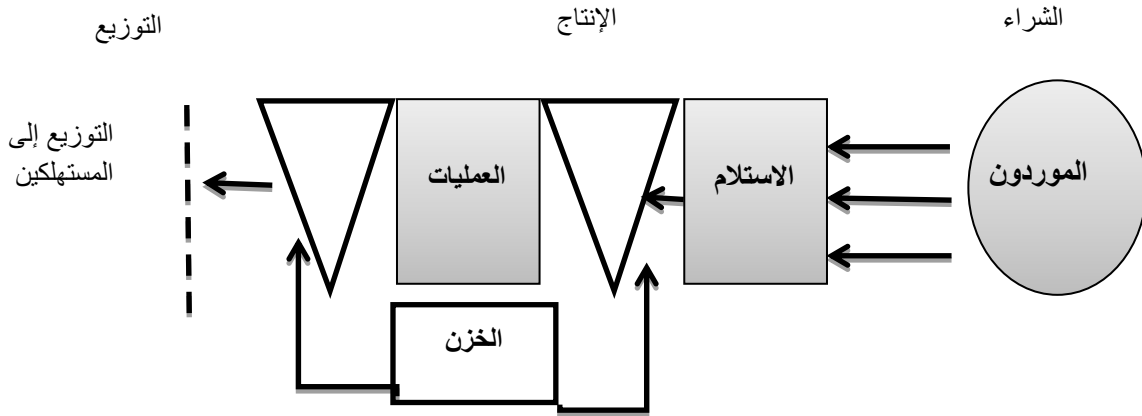 الشراء
الإنتاج
التوزيع
الموردون
الاستلام
العمليات
التوزيع إلى
المستهلكين
الخزن